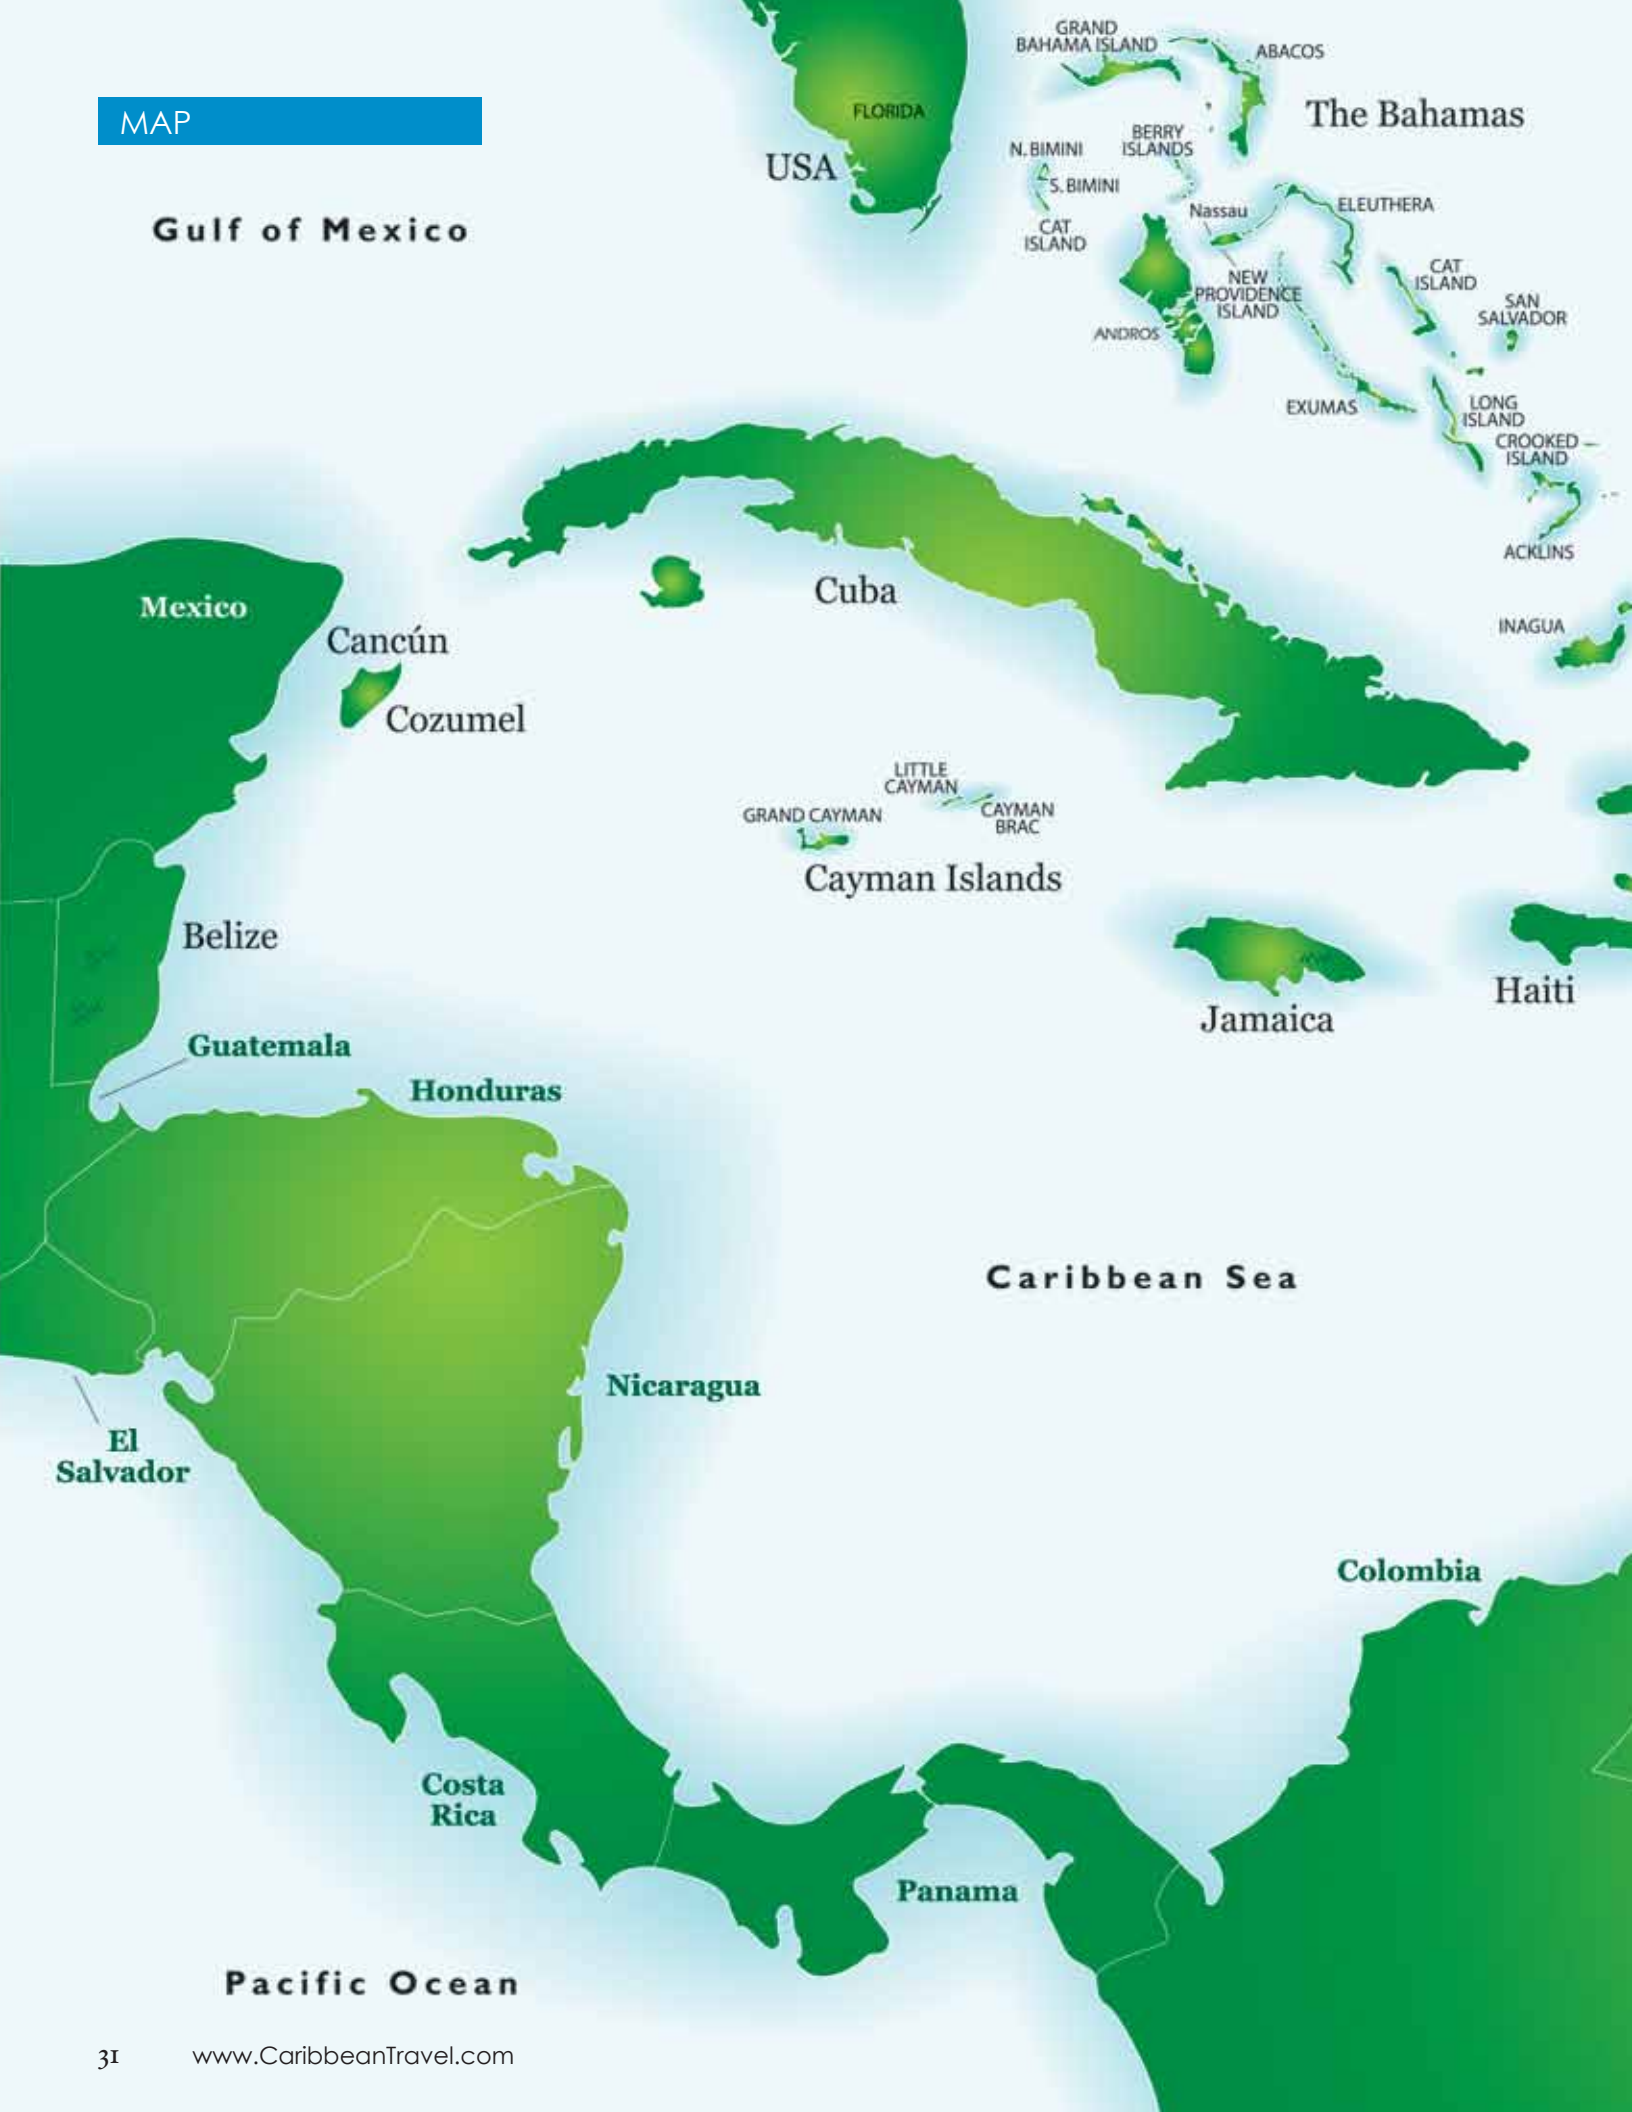 MAP
Gulf of Mexico
FLORIDA
USA
GRAND
BAHAMA ISLAND
ABACOS
The Bahamas
N. BIMINI
BERRY
ISLANDS
S. BIMINI
CAT
ISLAND
Nassau
ELEUTHERA
NEW
PROVIDENCE
ISLAND
CAT
ISLAND
SAN
SALVADOR
ANDROS
EXUMAS
LONG
ISLAND
CROOKED
ISLAND
ACKLINS
INAGUA
Cuba
Mexico
Cancún
Cozumel
LITTLE
CAYMAN
GRAND CAYMAN
CAYMAN
BRAC
Cayman Islands
Belize
Jamaica
Haiti
Guatemala
Honduras
Caribbean Sea
Nicaragua
El
Salvador
Colombia
Costa
Rica
Panama
Pacific Ocean
31 www.CaribbeanTravel.com